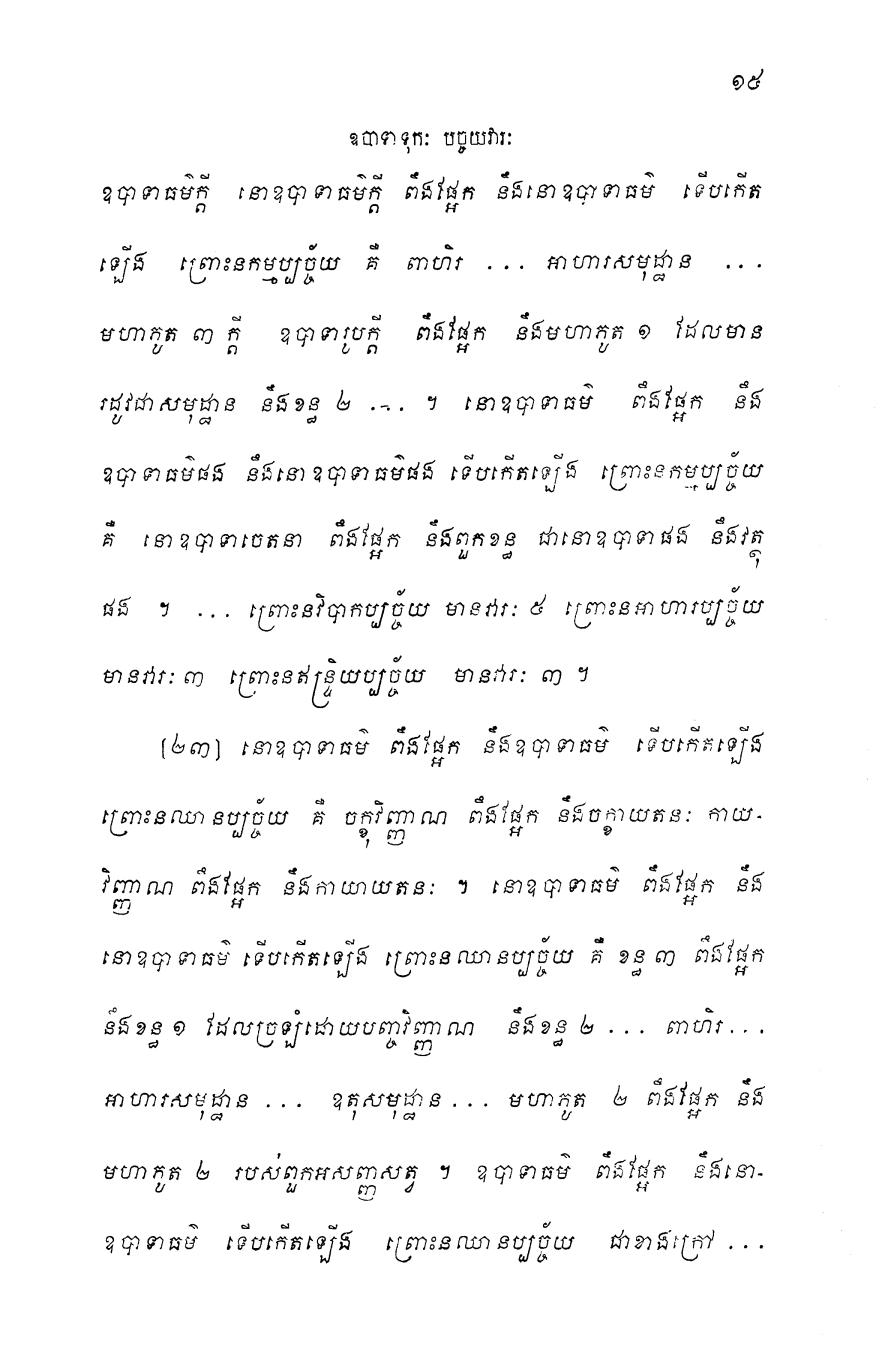 ១៥
ឧបាទាទុកៈ បច្ចយវារៈ
ឧបាទាធម៌ក្តី នោឧបាទាធម៌ក្តី ពឹងផ្អែក នឹងនោឧបាទាធម៌ ទើបកើត
ឡើង ព្រោះនកម្មប្បច្ច័យ គឺ ពាហិរ ... អាហារសមុដ្ឋាន ...
មហាភូត ៣ ក្តី ឧបាទារូបក្តី ពឹងផ្អែក នឹងមហាភូត ១ ដែលមាន
រដូវជាសមុដ្ឋាន នឹងខន្ធ ២ ... ។ នោឧបាទាធម៌ ពឹងផ្អែក នឹង
ឧបាទាធម៌ផង នឹងនោឧបាទាធម៌ផង ទើបកើតឡើង ព្រោះនកម្មប្បច្ច័យ
គឺ នោឧបាទាចេតនា ពឹងផ្អែក នឹងពួកខន្ធ ជានោឧបាទាផង នឹងវត្ថុ
ផង ។ ... ព្រោះនវិបាកប្បច្ច័យ មានវារៈ ៥ ព្រោះនអាហារប្បច្ច័យ
មានវារៈ ៣ ព្រោះនឥន្ទ្រិយប្បច្ច័យ មានវារៈ ៣ ។
[២៣] នោឧបាទាធម៌ ពឹងផ្អែក នឹងឧបាទាធម៌ ទើបកើតឡើង
ព្រោះនឈានប្បច្ច័យ គឺ ចក្ខុវិញ្ញាណ ពឹងផ្អែក នឹងចក្ខាយតនៈ កាយ-
វិញ្ញាណ ពឹងផ្អែក នឹងកាយាយតនៈ ។ នោឧបាទាធម៌ ពឹងផ្អែក នឹង
នោឧបាទាធម៌ ទើបកើតឡើង ព្រោះនឈានប្បច្ច័យ គឺ ខន្ធ ៣ ពឹងផ្អែក
នឹងខន្ធ ១ ដែលច្រឡំដោយបញ្ចវិញ្ញាណ នឹងខន្ធ ២ ... ពាហិរ ...
អាហារសមុដ្ឋាន ... ឧតុសមុដ្ឋាន ... មហាភូត ២ ពឹងផ្អែក នឹង
មហាភូត ២ របស់ពួកអសញ្ញសត្វ ។ ឧបាទាធម៌ ពឹងផ្អែក នឹងនោ-
ឧបាទាធម៌ ទើបកើតឡើង ព្រោះនឈានប្បច្ច័យ ជាខាងក្រៅ ...